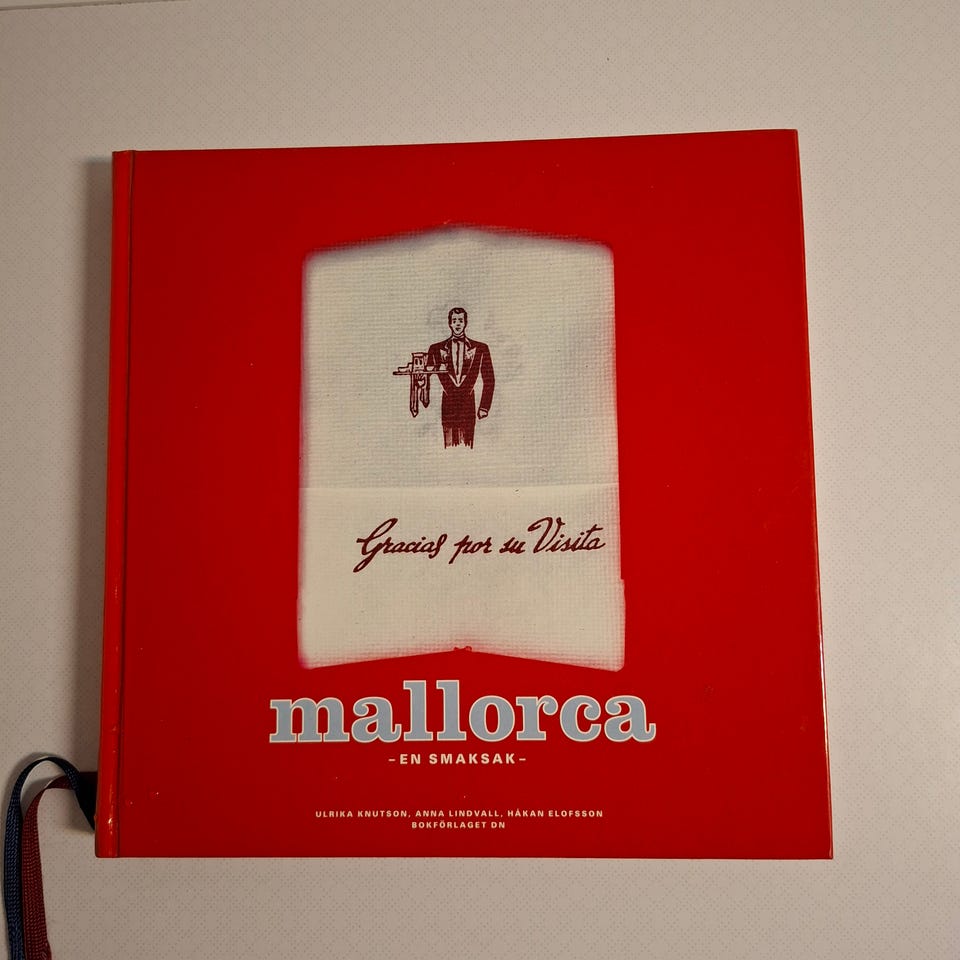 Gracias por su Visita
mallorca
–EN SMAKSAK–
ULRIKA KNUTSON, ANNA LINDVALL, HÅKAN ELOFSSON
BOKFÖRLAGET DN